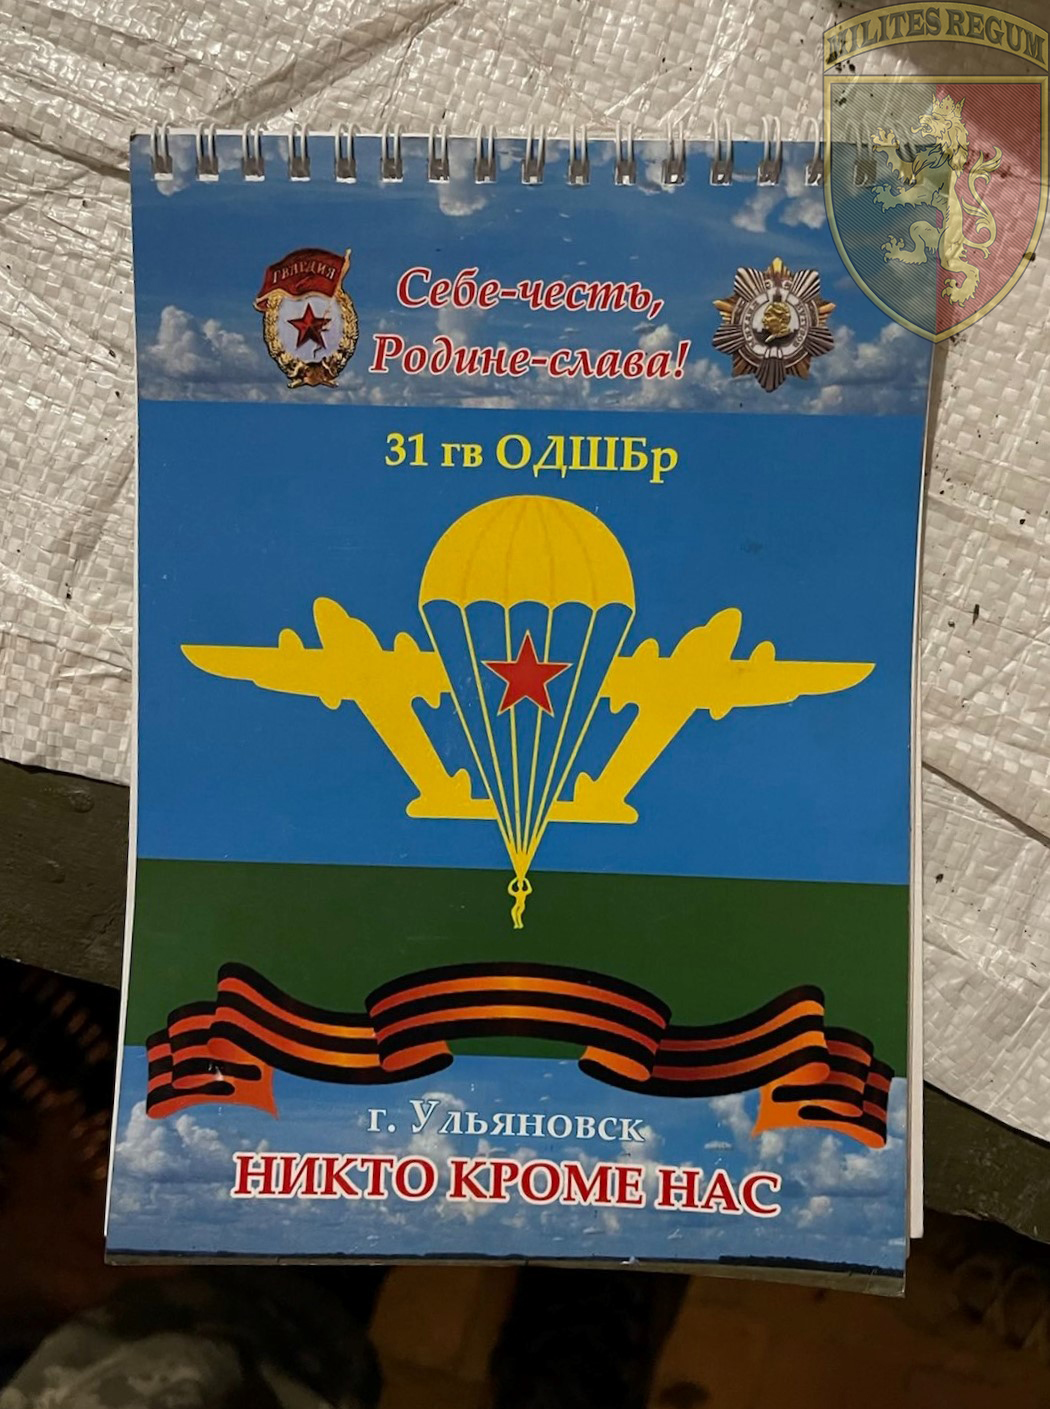 MILITES REGUM
ГВАРДИЯ
Себе-честь,
Родине-слава!
31 гв ОДШБр
г. Ульяновск
НИКТО КРОМЕ НАС